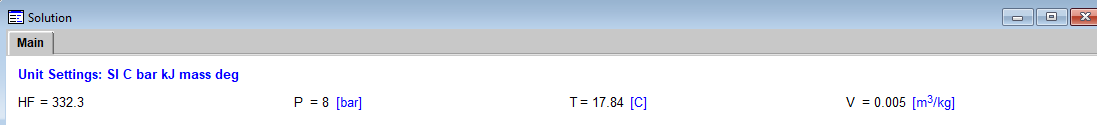 Solution
Main
Unit Settings: SI C bar kJ mass deg
HF = 332.3 P = 8 [bar] T = 17.84 [C] V = 0.005 [m³/kg]